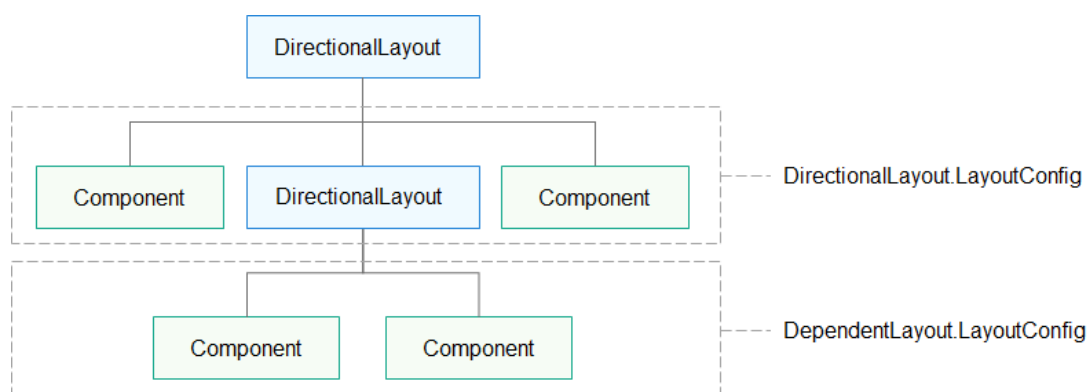 DirectionalLayout
Component
DirectionalLayout
Component
DirectionalLayout.LayoutConfig
Component
Component
DependentLayout.LayoutConfig